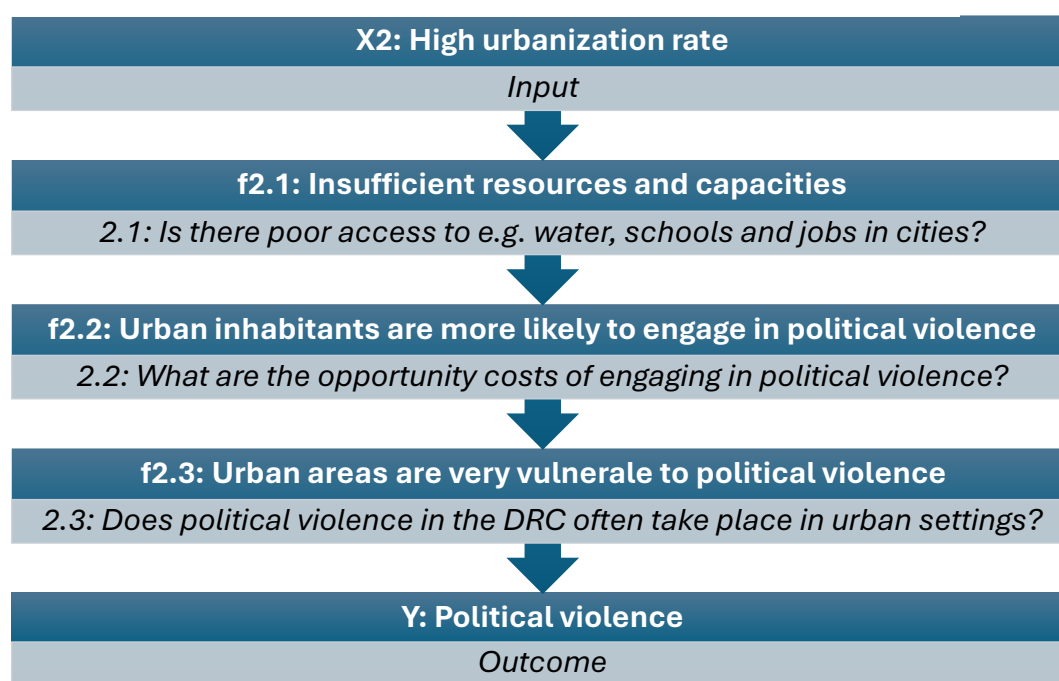 X2: High urbanization rate
Input
f2.1: Insufficient resources and capacities
2.1: Is there poor access to e.g. water, schools and jobs in cities?
f2.2: Urban inhabitants are more likely to engage in political violence
2.2: What are the opportunity costs of engaging in political violence?
f2.3: Urban areas are very vulnerale to political violence
2.3: Does political violence in the DRC often take place in urban settings?
Y: Political violence
Outcome